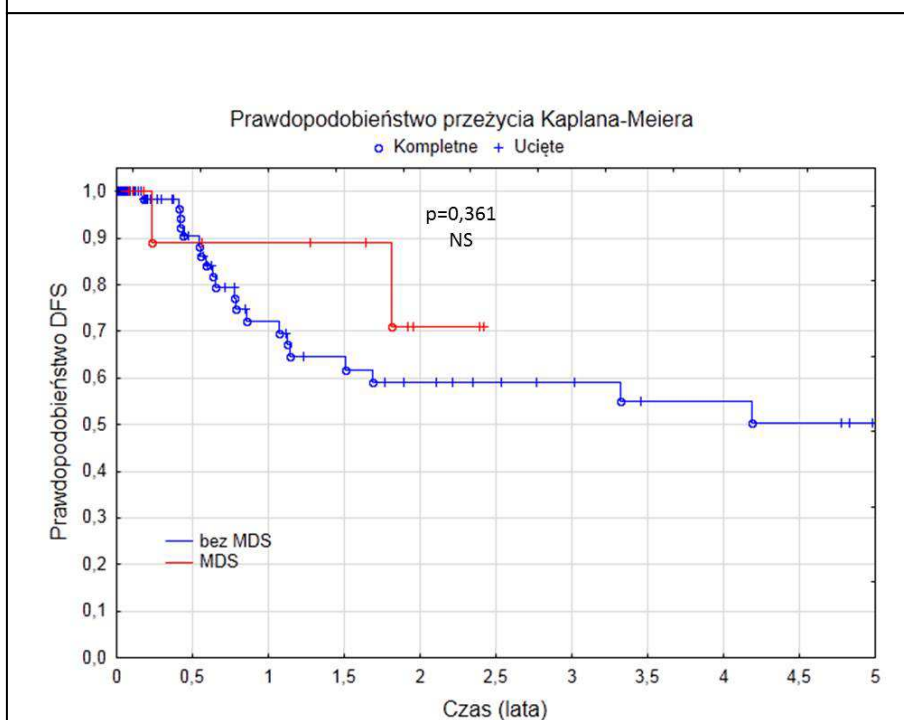 Prawdopodobieństwo przeżycia Kaplana-Meiera
Kompletne + Ucięte
p=0,361
NS
1,0
0,9
0,8
0,7
0,6
0,5
0,4
0,3
0,2
0,1
0,0
Prawdopodobieństwo DFS
bez MDS
MDS
0 0,5 1 1,5 2 2,5 3 3,5 4 4,5 5
Czas (lata)